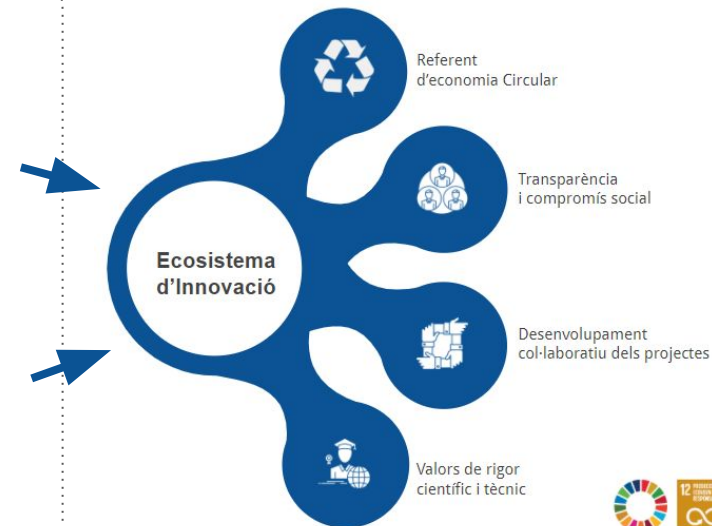 Referent
d'economia Circular
Transparència
i compromís social
Ecosistema
d'Innovació
Desenvolupament
col·laboratiu dels projectes
Valors de rigor
científic i tècnic
12